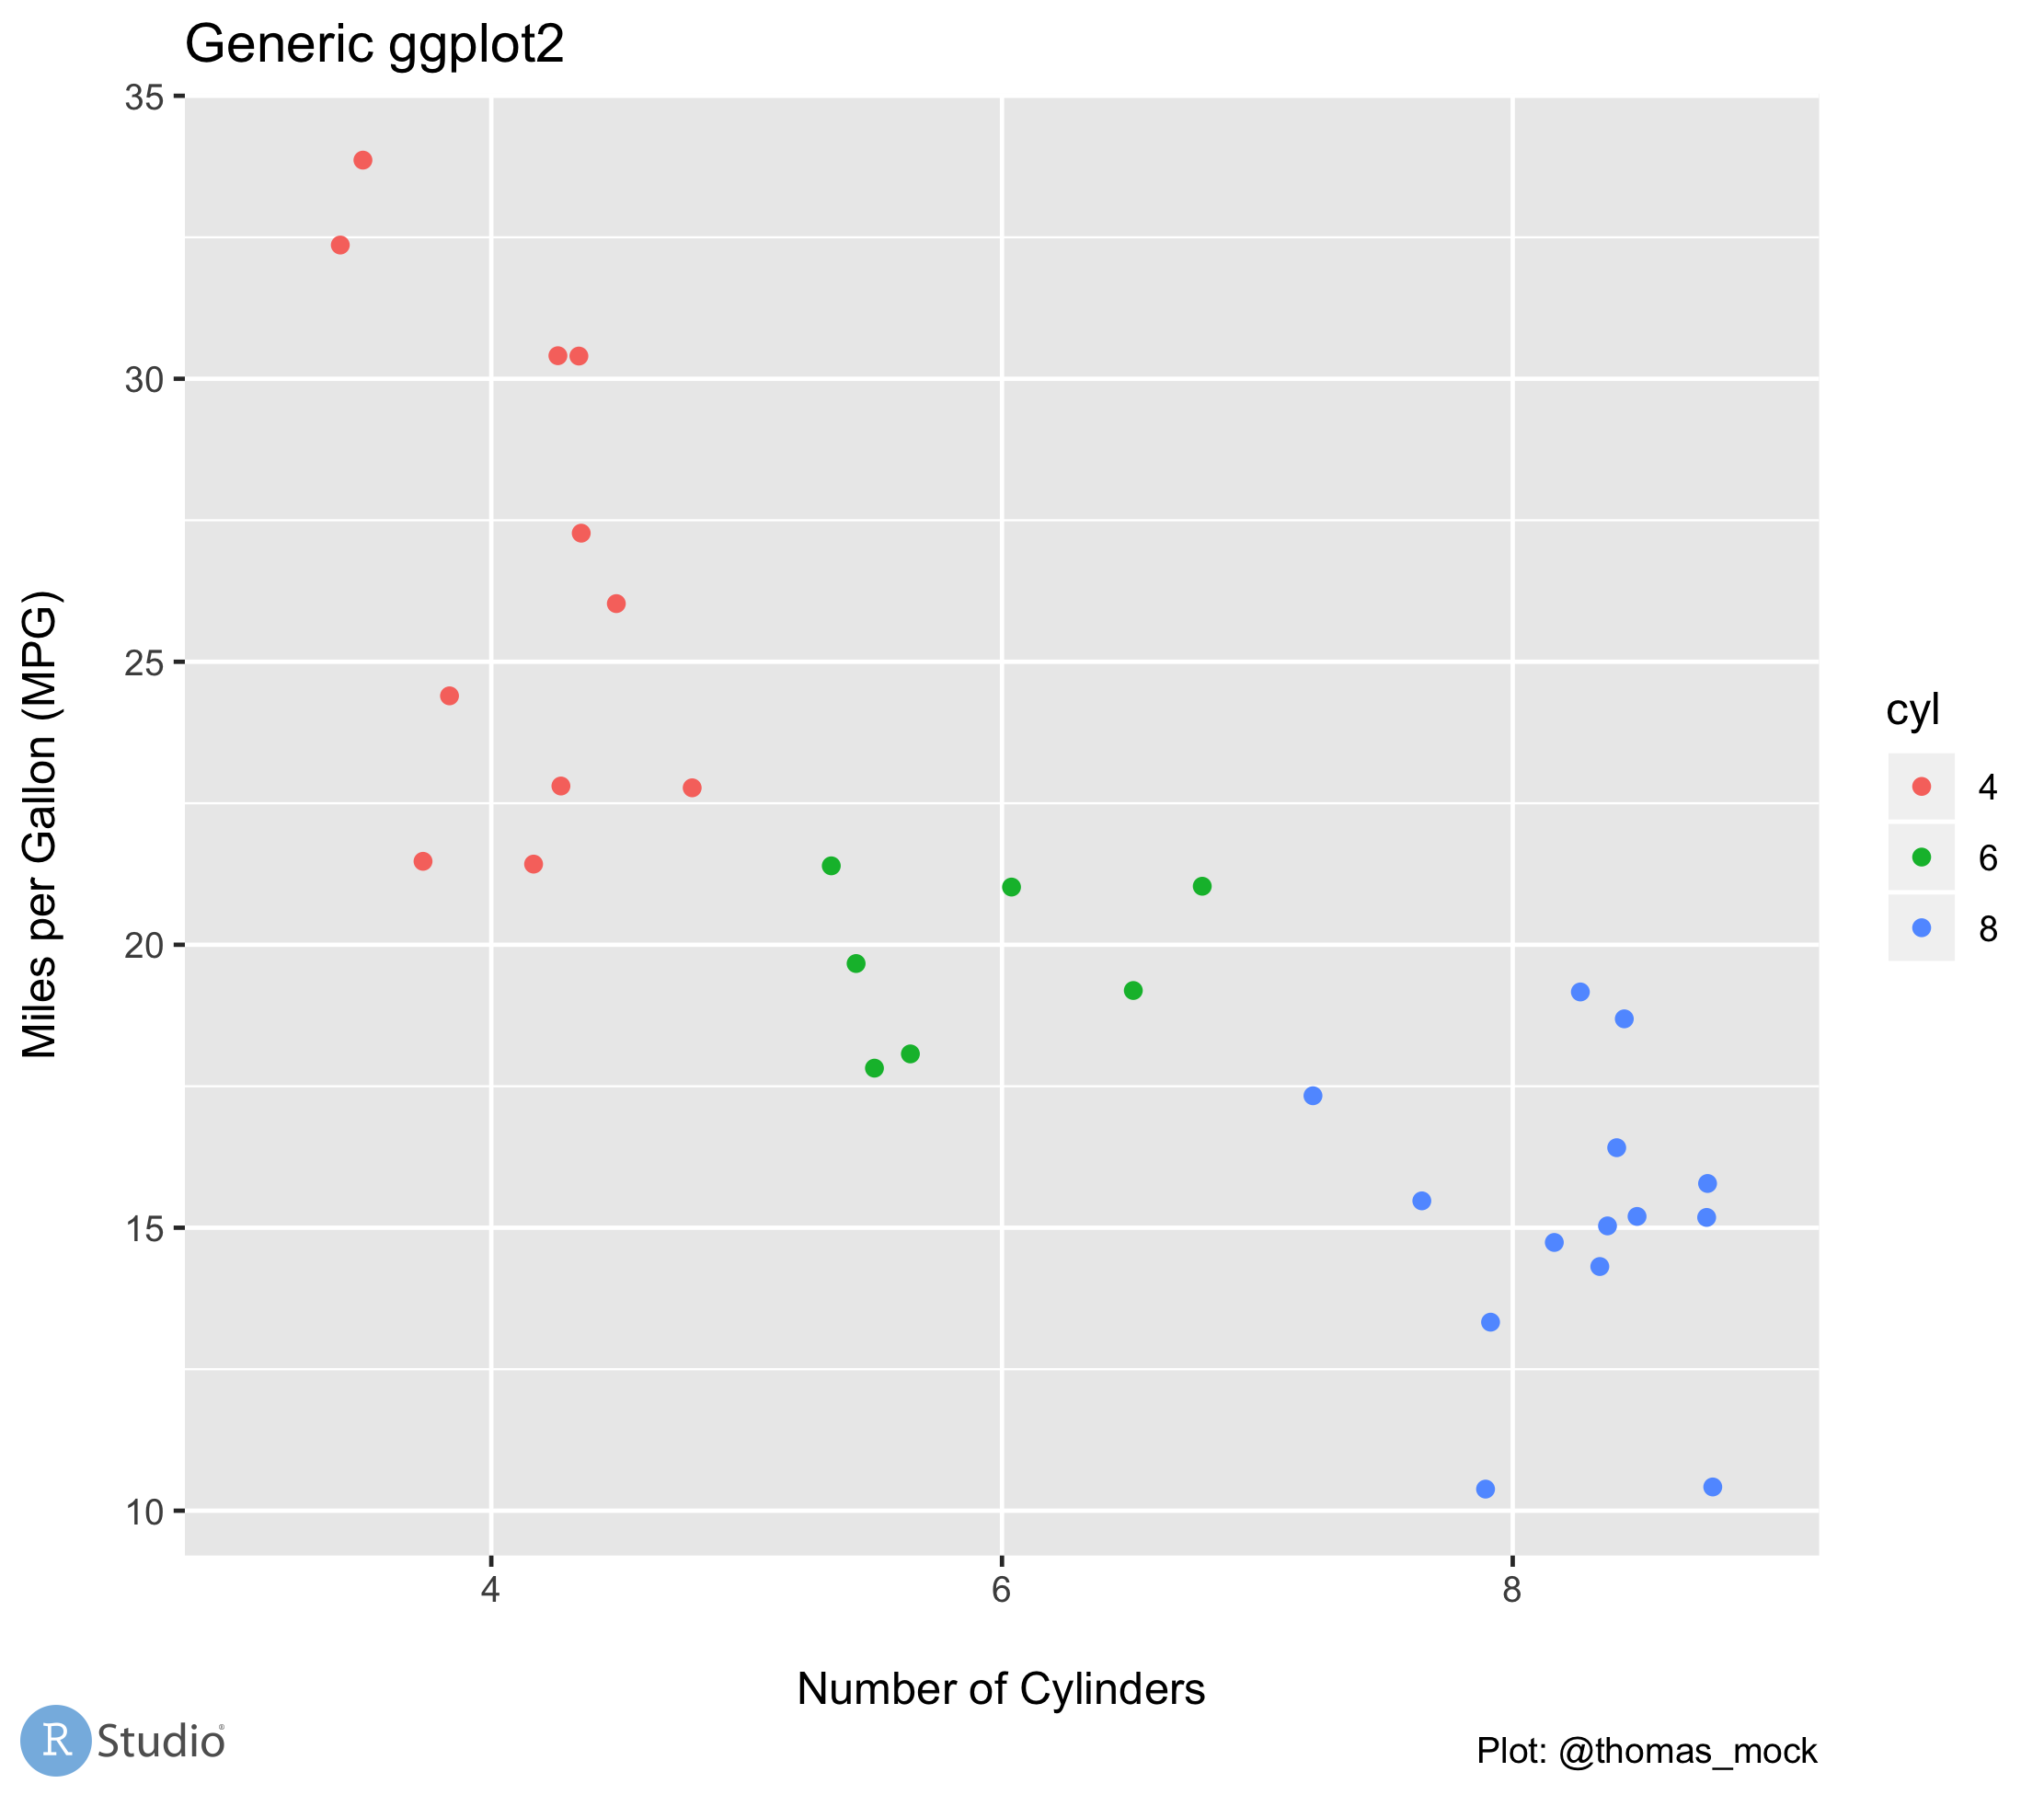 Generic ggplot2
Miles per Gallon (MPG)
35
30
25
20
15
10
4
6
8
Number of Cylinders
cyl
4
6
8
R Studio®
Plot: @thomas_mock